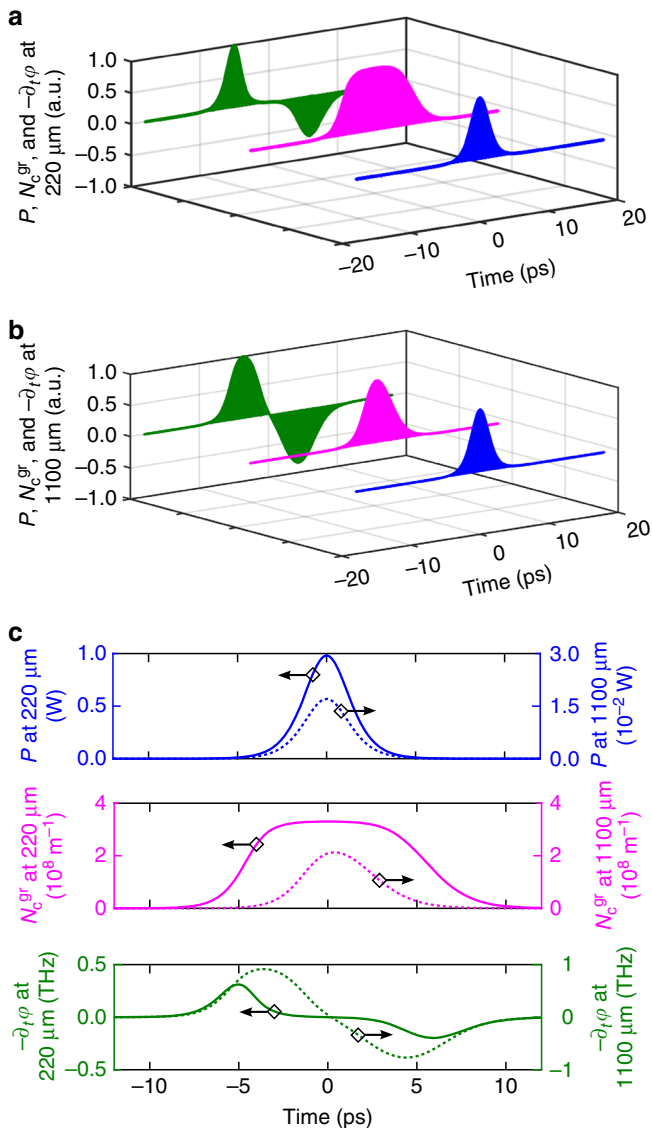 a
P, N_c^gr, and −∂_tφ at
220 μm (a.u.)
1.0
0.5
0.0
−0.5
−1.0
−20
−10
0
10
20
Time (ps)
b
P, N_c^gr, and −∂_tφ at
1100 μm (a.u.)
1.0
0.5
0.0
−0.5
−1.0
−20
−10
0
10
20
Time (ps)
c
P at 220 μm
(W)
1.0
0.5
0.0
3.0
1.5
0.0
P at 1100 μm
(10⁻² W)
N_c^gr at 220 μm
(10⁸ m⁻¹)
4
2
0
4
2
0
N_c^gr at 1100 μm
(10⁸ m⁻¹)
−∂_tφ at
220 μm (THz)
0.5
0.0
−0.5
1
0
−1
−∂_tφ at
1100 μm (THz)
−10
−5
0
5
10
Time (ps)